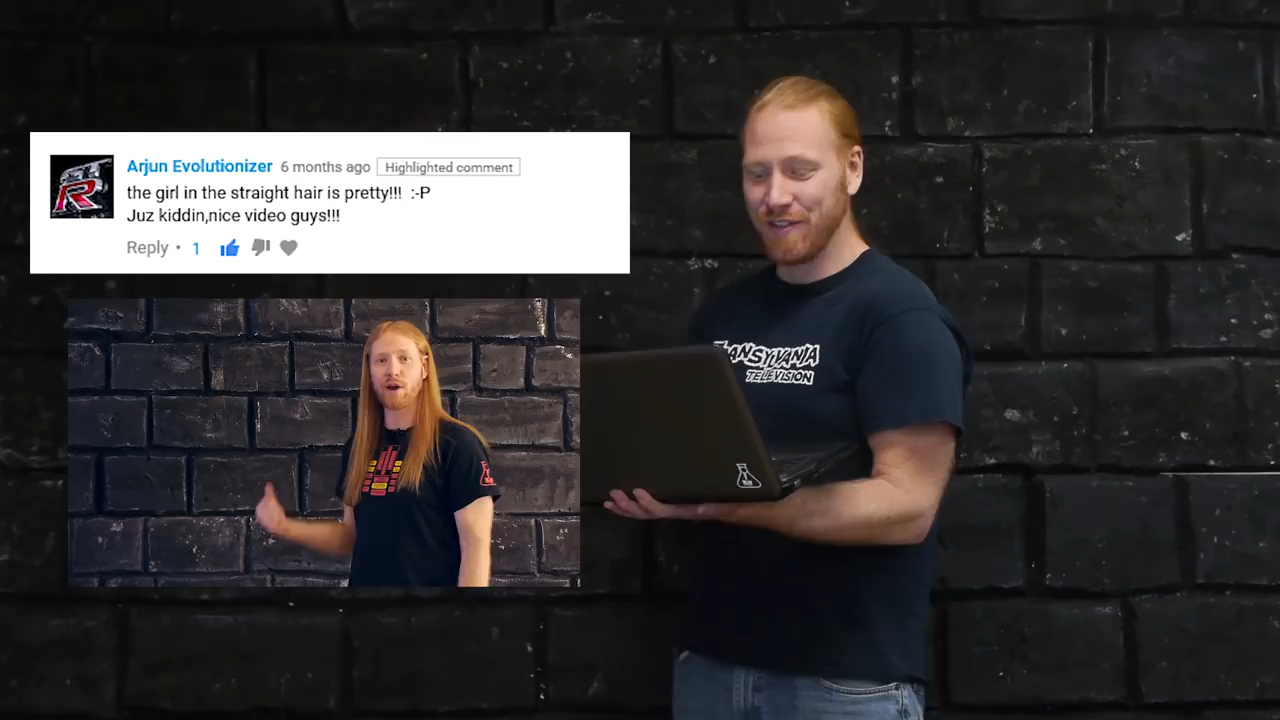 Arjun Evolutionizer 6 months ago Highlighted comment
the girl in the straight hair is pretty!!! :-P
Juz kiddin,nice video guys!!!
Reply • 1
R
TELEVISION